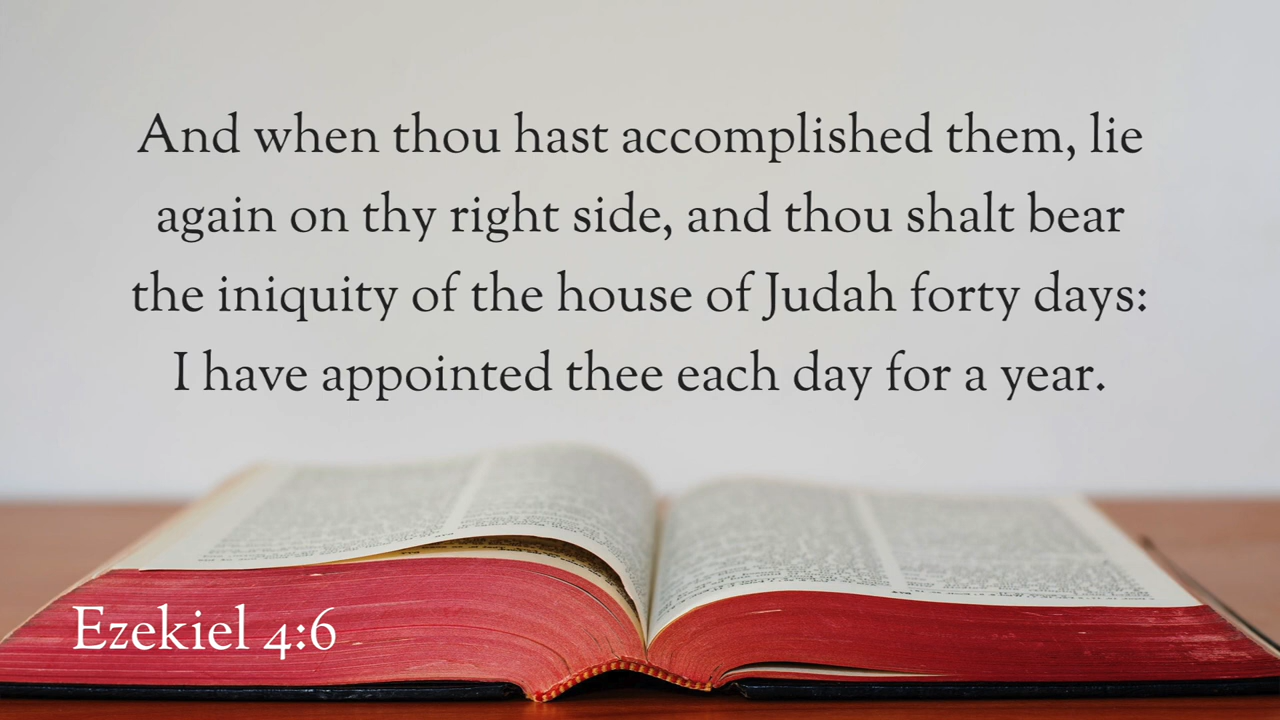 And when thou hast accomplished them, lie
again on thy right side, and thou shalt bear
the iniquity of the house of Judah forty days:
I have appointed thee each day for a year.
Ezekiel 4:6